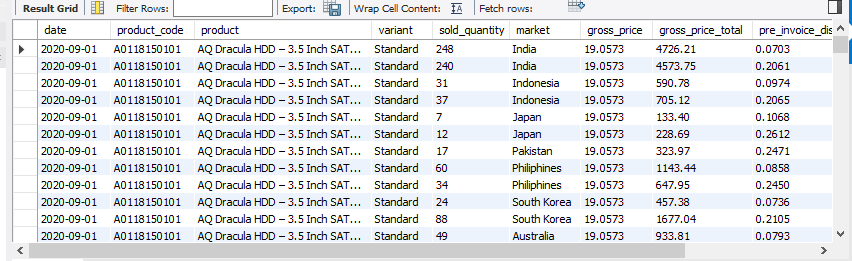 Result Grid Filter Rows: Export: Wrap Cell Content: Fetch rows:
date product_code product variant sold_quantity market gross_price gross_price_total pre_invoice_dis
2020-09-01 A0118150101 AQ Dracula HDD – 3.5 Inch SAT... Standard 248 India 19.0573 4726.21 0.0703
2020-09-01 A0118150101 AQ Dracula HDD – 3.5 Inch SAT... Standard 240 India 19.0573 4573.75 0.2061
2020-09-01 A0118150101 AQ Dracula HDD – 3.5 Inch SAT... Standard 31 Indonesia 19.0573 590.78 0.0974
2020-09-01 A0118150101 AQ Dracula HDD – 3.5 Inch SAT... Standard 37 Indonesia 19.0573 705.12 0.2065
2020-09-01 A0118150101 AQ Dracula HDD – 3.5 Inch SAT... Standard 7 Japan 19.0573 133.40 0.1068
2020-09-01 A0118150101 AQ Dracula HDD – 3.5 Inch SAT... Standard 12 Japan 19.0573 228.69 0.2612
2020-09-01 A0118150101 AQ Dracula HDD – 3.5 Inch SAT... Standard 17 Pakistan 19.0573 323.97 0.2471
2020-09-01 A0118150101 AQ Dracula HDD – 3.5 Inch SAT... Standard 60 Philiphines 19.0573 1143.44 0.0858
2020-09-01 A0118150101 AQ Dracula HDD – 3.5 Inch SAT... Standard 34 Philiphines 19.0573 647.95 0.2450
2020-09-01 A0118150101 AQ Dracula HDD – 3.5 Inch SAT... Standard 24 South Korea 19.0573 457.38 0.0736
2020-09-01 A0118150101 AQ Dracula HDD – 3.5 Inch SAT... Standard 88 South Korea 19.0573 1677.04 0.2105
2020-09-01 A0118150101 AQ Dracula HDD – 3.5 Inch SAT... Standard 49 Australia 19.0573 933.81 0.0793